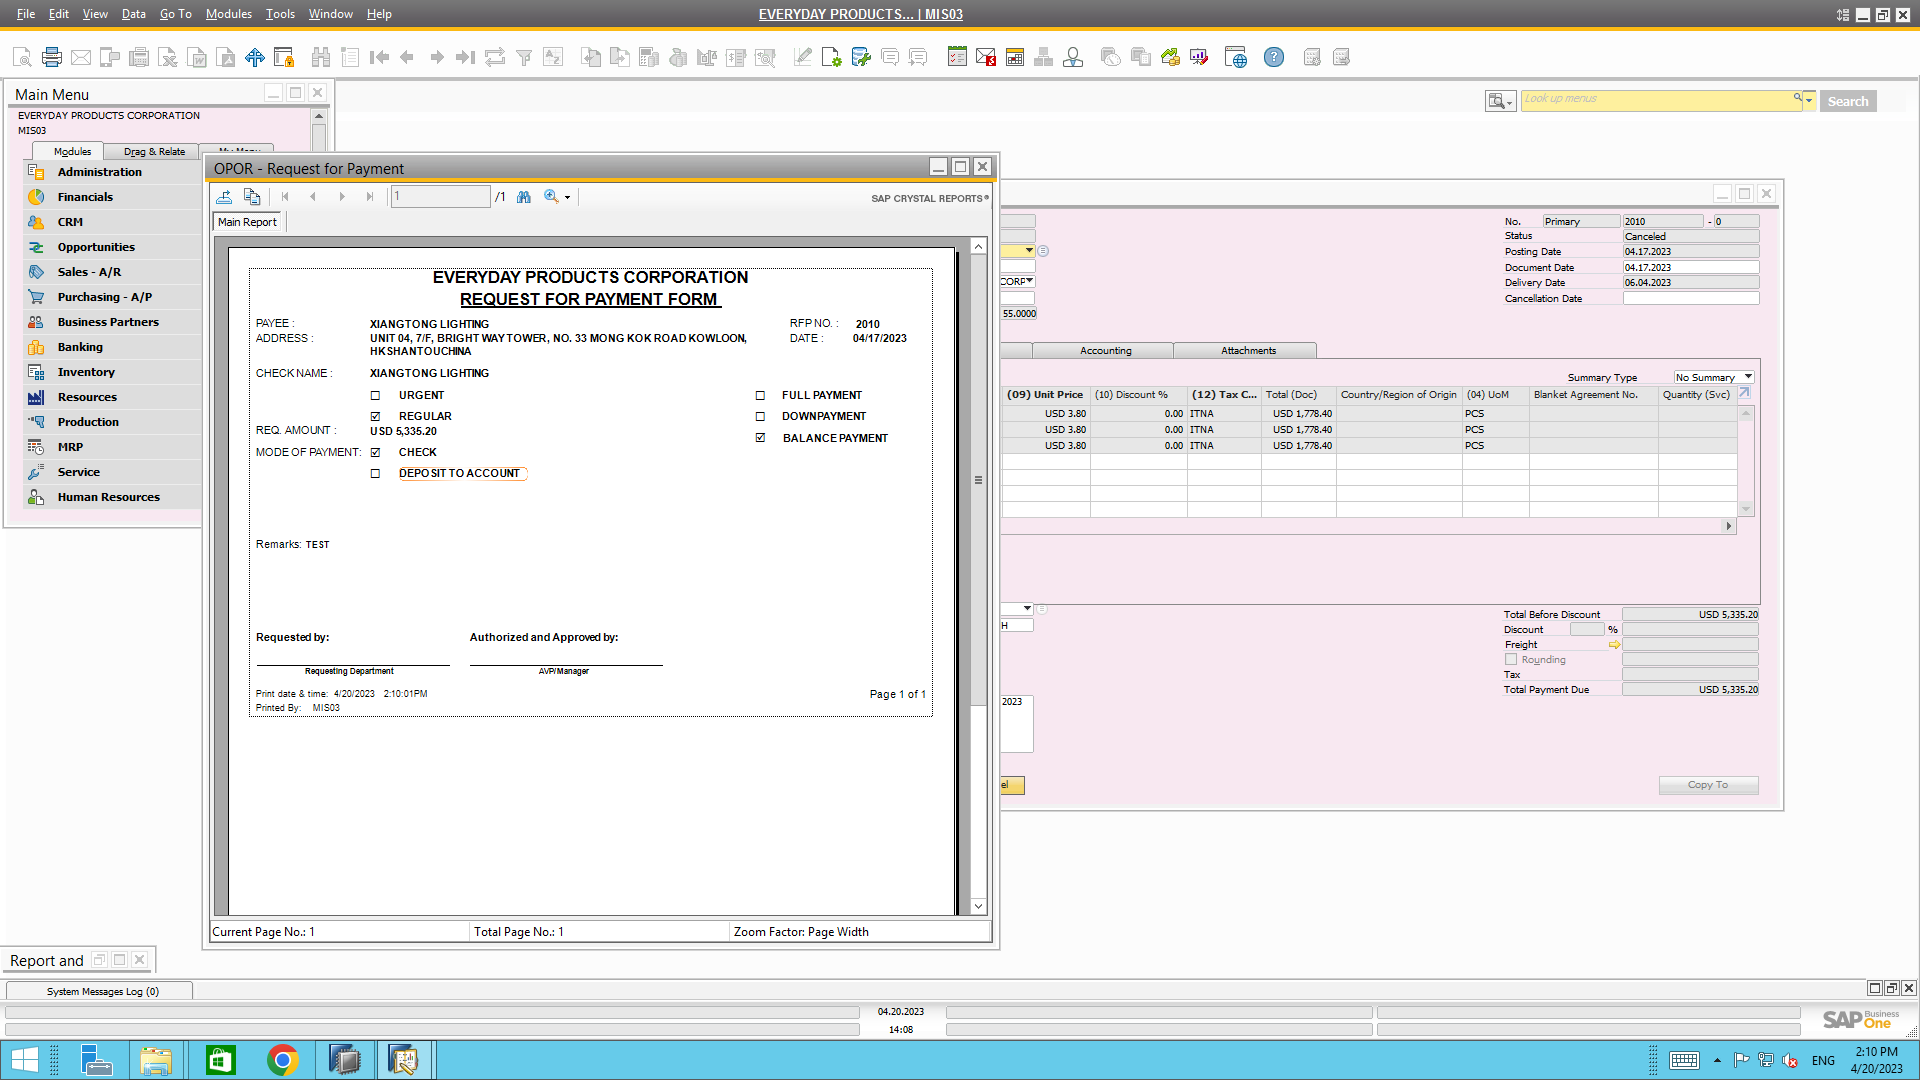 File Edit View Data Go To Modules Tools Window Help
EVERYDAY PRODUCTS... | MIS03
Main Menu
EVERYDAY PRODUCTS CORPORATION
MIS03
Modules Drag & Relate My Menu
Administration
Financials
CRM
Opportunities
Sales - A/R
Purchasing - A/P
Business Partners
Banking
Inventory
Resources
Production
MRP
Service
Human Resources
Look up menus
Search
OPOR - Request for Payment
1 /1
SAP CRYSTAL REPORTS®
Main Report
EVERYDAY PRODUCTS CORPORATION
REQUEST FOR PAYMENT FORM
PAYEE : XIANGTONG LIGHTING RFP NO. : 2010
ADDRESS : UNIT 04, 7/F, BRIGHT WAY TOWER, NO. 33 MONG KOK ROAD KOWLOON, DATE : 04/17/2023
HKSHANTOUCHINA
CHECK NAME : XIANGTONG LIGHTING
URGENT FULL PAYMENT
REGULAR DOWNPAYMENT
REQ. AMOUNT : USD 5,335.20
BALANCE PAYMENT
MODE OF PAYMENT: CHECK
DEPOSIT TO ACCOUNT
Remarks: TEST
Requested by: Authorized and Approved by:
Requesting Department AVP/Manager
Print date & time: 4/20/2023 2:10:01PM Page 1 of 1
Printed By: MIS03
Current Page No.: 1 Total Page No.: 1 Zoom Factor: Page Width
No. Primary 2010 - 0
Status Canceled
Posting Date 04.17.2023
Document Date 04.17.2023
Delivery Date 06.04.2023
Cancellation Date
CORP
55.0000
Accounting Attachments
Summary Type No Summary
(09) Unit Price (10) Discount % (12) Tax C... Total (Doc) Country/Region of Origin (04) UoM Blanket Agreement No. Quantity (Svc)
USD 3.80 0.00 ITNA USD 1,778.40 PCS
USD 3.80 0.00 ITNA USD 1,778.40 PCS
USD 3.80 0.00 ITNA USD 1,778.40 PCS
H
2023
el
Total Before Discount USD 5,335.20
Discount %
Freight
Rounding
Tax
Total Payment Due USD 5,335.20
Copy To
Report and
System Messages Log (0)
04.20.2023
14:08
SAP Business One
ENG
2:10 PM
4/20/2023